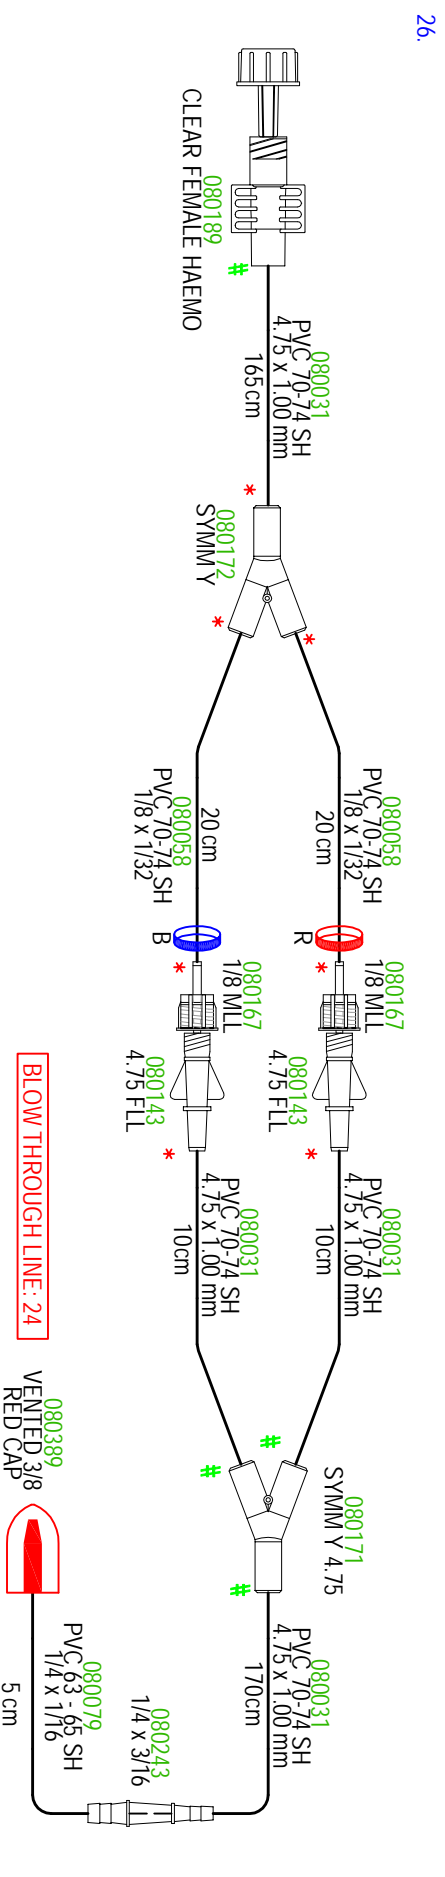 26.
080189
CLEAR FEMALE HAEMO
#
080031
PVC 70-74 SH
4.75 x 1.00 mm
165cm
*
080172
SYMM Y
*
*
080058
PVC 70-74 SH
1/8 x 1/32
20 cm
R
*
080167
1/8 MLL
080143
4.75 FLL
*
080031
PVC 70-74 SH
4.75 x 1.00 mm
10cm
20 cm
080058
PVC 70-74 SH
1/8 x 1/32
B
*
080167
1/8 MLL
080143
4.75 FLL
*
080031
PVC 70-74 SH
4.75 x 1.00 mm
10cm
#
#
080171
SYMM Y 4.75
#
080031
PVC 70-74 SH
4.75 x 1.00 mm
170cm
080243
1/4 x 3/16
080079
PVC 63 - 65 SH
1/4 x 1/16
5 cm
080389
VENTED 3/8
RED CAP
BLOW THROUGH LINE: 24